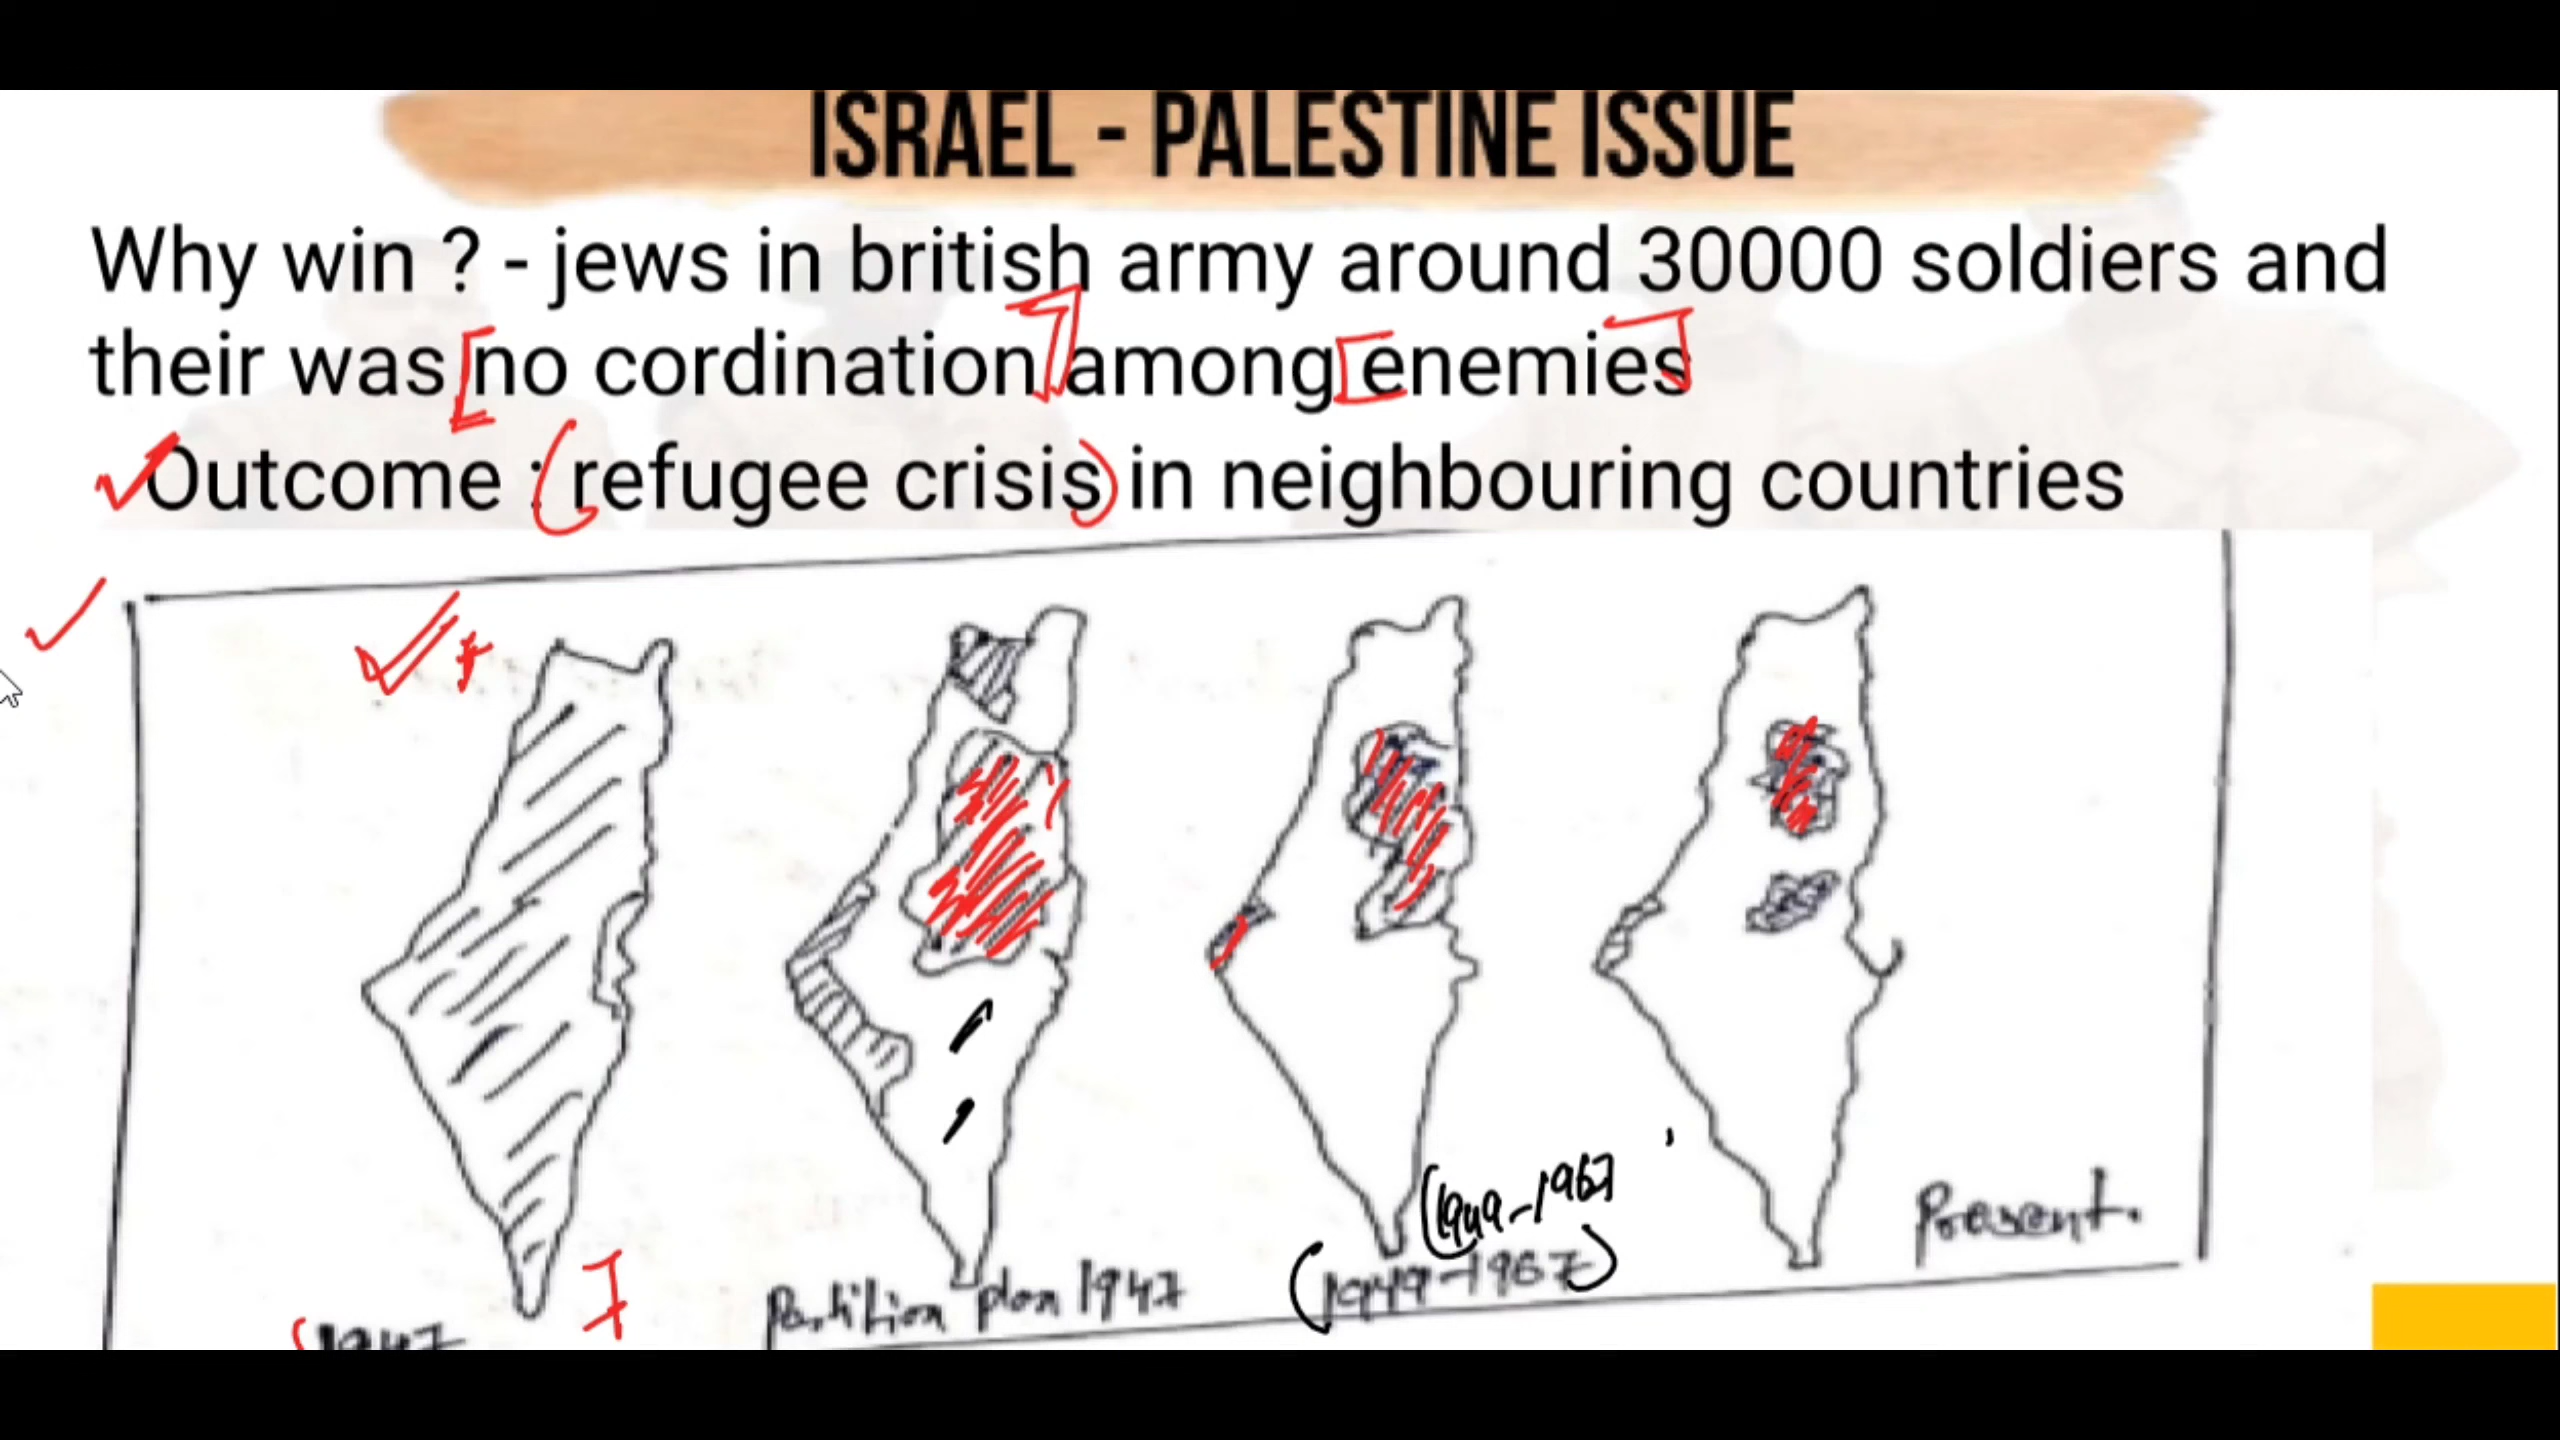 ISRAEL - PALESTINE ISSUE
Why win ? - jews in british army around 30000 soldiers and
their was no cordination among enemies
Outcome : refugee crisis in neighbouring countries
(1949-1967
Present.
Partition plan 1947
(1949-1967)
1947